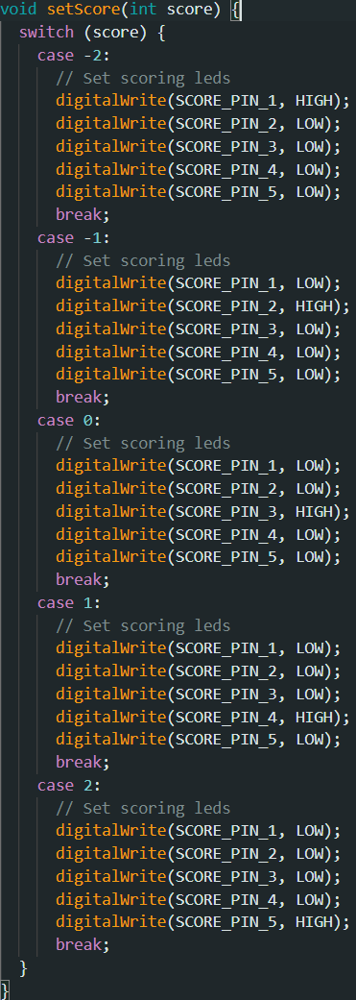 void setScore(int score) {
  switch (score) {
    case -2:
      // Set scoring leds
      digitalWrite(SCORE_PIN_1, HIGH);
      digitalWrite(SCORE_PIN_2, LOW);
      digitalWrite(SCORE_PIN_3, LOW);
      digitalWrite(SCORE_PIN_4, LOW);
      digitalWrite(SCORE_PIN_5, LOW);
      break;
    case -1:
      // Set scoring leds
      digitalWrite(SCORE_PIN_1, LOW);
      digitalWrite(SCORE_PIN_2, HIGH);
      digitalWrite(SCORE_PIN_3, LOW);
      digitalWrite(SCORE_PIN_4, LOW);
      digitalWrite(SCORE_PIN_5, LOW);
      break;
    case 0:
      // Set scoring leds
      digitalWrite(SCORE_PIN_1, LOW);
      digitalWrite(SCORE_PIN_2, LOW);
      digitalWrite(SCORE_PIN_3, HIGH);
      digitalWrite(SCORE_PIN_4, LOW);
      digitalWrite(SCORE_PIN_5, LOW);
      break;
    case 1:
      // Set scoring leds
      digitalWrite(SCORE_PIN_1, LOW);
      digitalWrite(SCORE_PIN_2, LOW);
      digitalWrite(SCORE_PIN_3, LOW);
      digitalWrite(SCORE_PIN_4, HIGH);
      digitalWrite(SCORE_PIN_5, LOW);
      break;
    case 2:
      // Set scoring leds
      digitalWrite(SCORE_PIN_1, LOW);
      digitalWrite(SCORE_PIN_2, LOW);
      digitalWrite(SCORE_PIN_3, LOW);
      digitalWrite(SCORE_PIN_4, LOW);
      digitalWrite(SCORE_PIN_5, HIGH);
      break;
  }
}